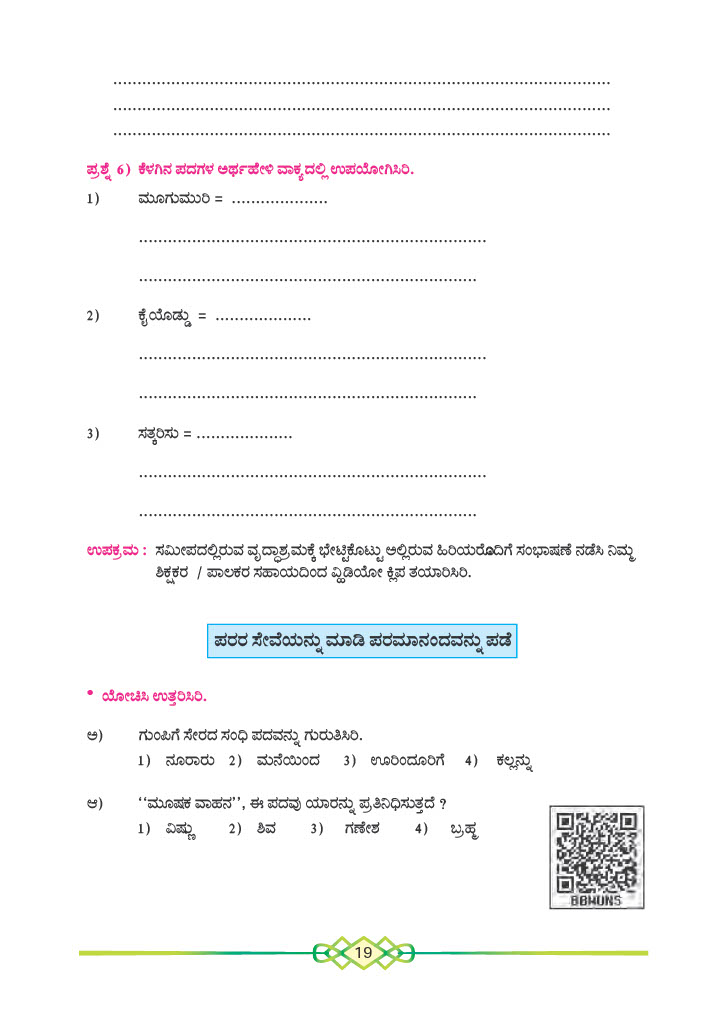 .......................................................................................................
.......................................................................................................
.......................................................................................................
ಪ್ರಶ್ನೆ 6) ಕೆಳಗಿನ ಪದಗಳ ಅರ್ಥಹೇಳಿ ವಾಕ್ಯದಲ್ಲಿ ಉಪಯೋಗಿಸಿರಿ.
1) ಮೂಗುಮುರಿ = ....................
........................................................................
......................................................................
2) ಕೈಯೊಡ್ಡು = ....................
........................................................................
......................................................................
3) ಸತ್ಕರಿಸು = ....................
........................................................................
......................................................................
ಉಪಕ್ರಮ : ಸಮೀಪದಲ್ಲಿರುವ ವೃದ್ಧಾಶ್ರಮಕ್ಕೆ ಭೇಟ್ಟಿಕೊಟ್ಟು ಅಲ್ಲಿರುವ ಹಿರಿಯರೊದಿಗೆ ಸಂಭಾಷಣೆ ನಡೆಸಿ ನಿಮ್ಮ
ಶಿಕ್ಷಕರ / ಪಾಲಕರ ಸಹಾಯದಿಂದ ವ್ಹಿಡಿಯೋ ಕ್ಲಿಪ ತಯಾರಿಸಿರಿ.
ಪರರ ಸೇವೆಯನ್ನು ಮಾಡಿ ಪರಮಾನಂದವನ್ನು ಪಡೆ
• ಯೋಚಿಸಿ ಉತ್ತರಿಸಿರಿ.
ಅ) ಗುಂಪಿಗೆ ಸೇರದ ಸಂಧಿ ಪದವನ್ನು ಗುರುತಿಸಿರಿ.
1) ನೂರಾರು 2) ಮನೆಯಿಂದ 3) ಊರಿಂದೂರಿಗೆ 4) ಕಲ್ಲನ್ನು
ಆ) ‘‘ಮೂಷಕ ವಾಹನ’’, ಈ ಪದವು ಯಾರನ್ನು ಪ್ರತಿನಿಧಿಸುತ್ತದೆ ?
1) ವಿಷ್ಣು 2) ಶಿವ 3) ಗಣೇಶ 4) ಬ್ರಹ್ಮ
BBWUNS
19